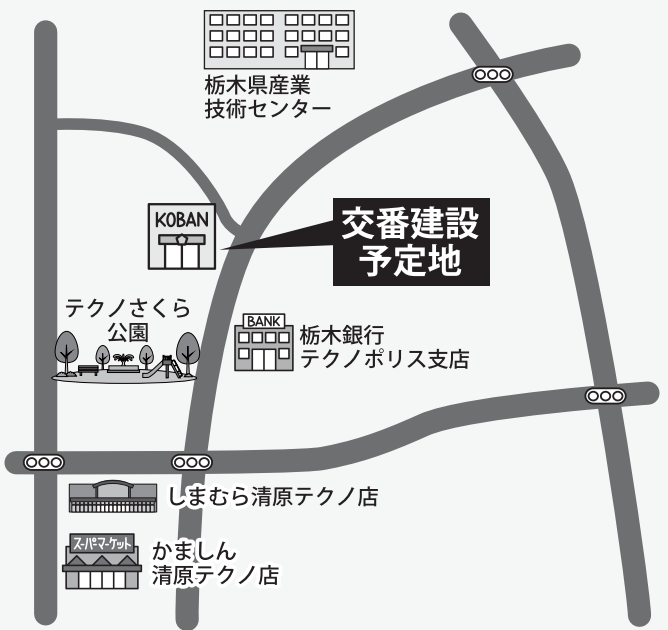 栃木県産業
技術センター
KOBAN
交番建設
予定地
テクノさくら
公園
BANK
栃木銀行
テクノポリス支店
しまむら清原テクノ店
スーパーマーケット
かましん
清原テクノ店